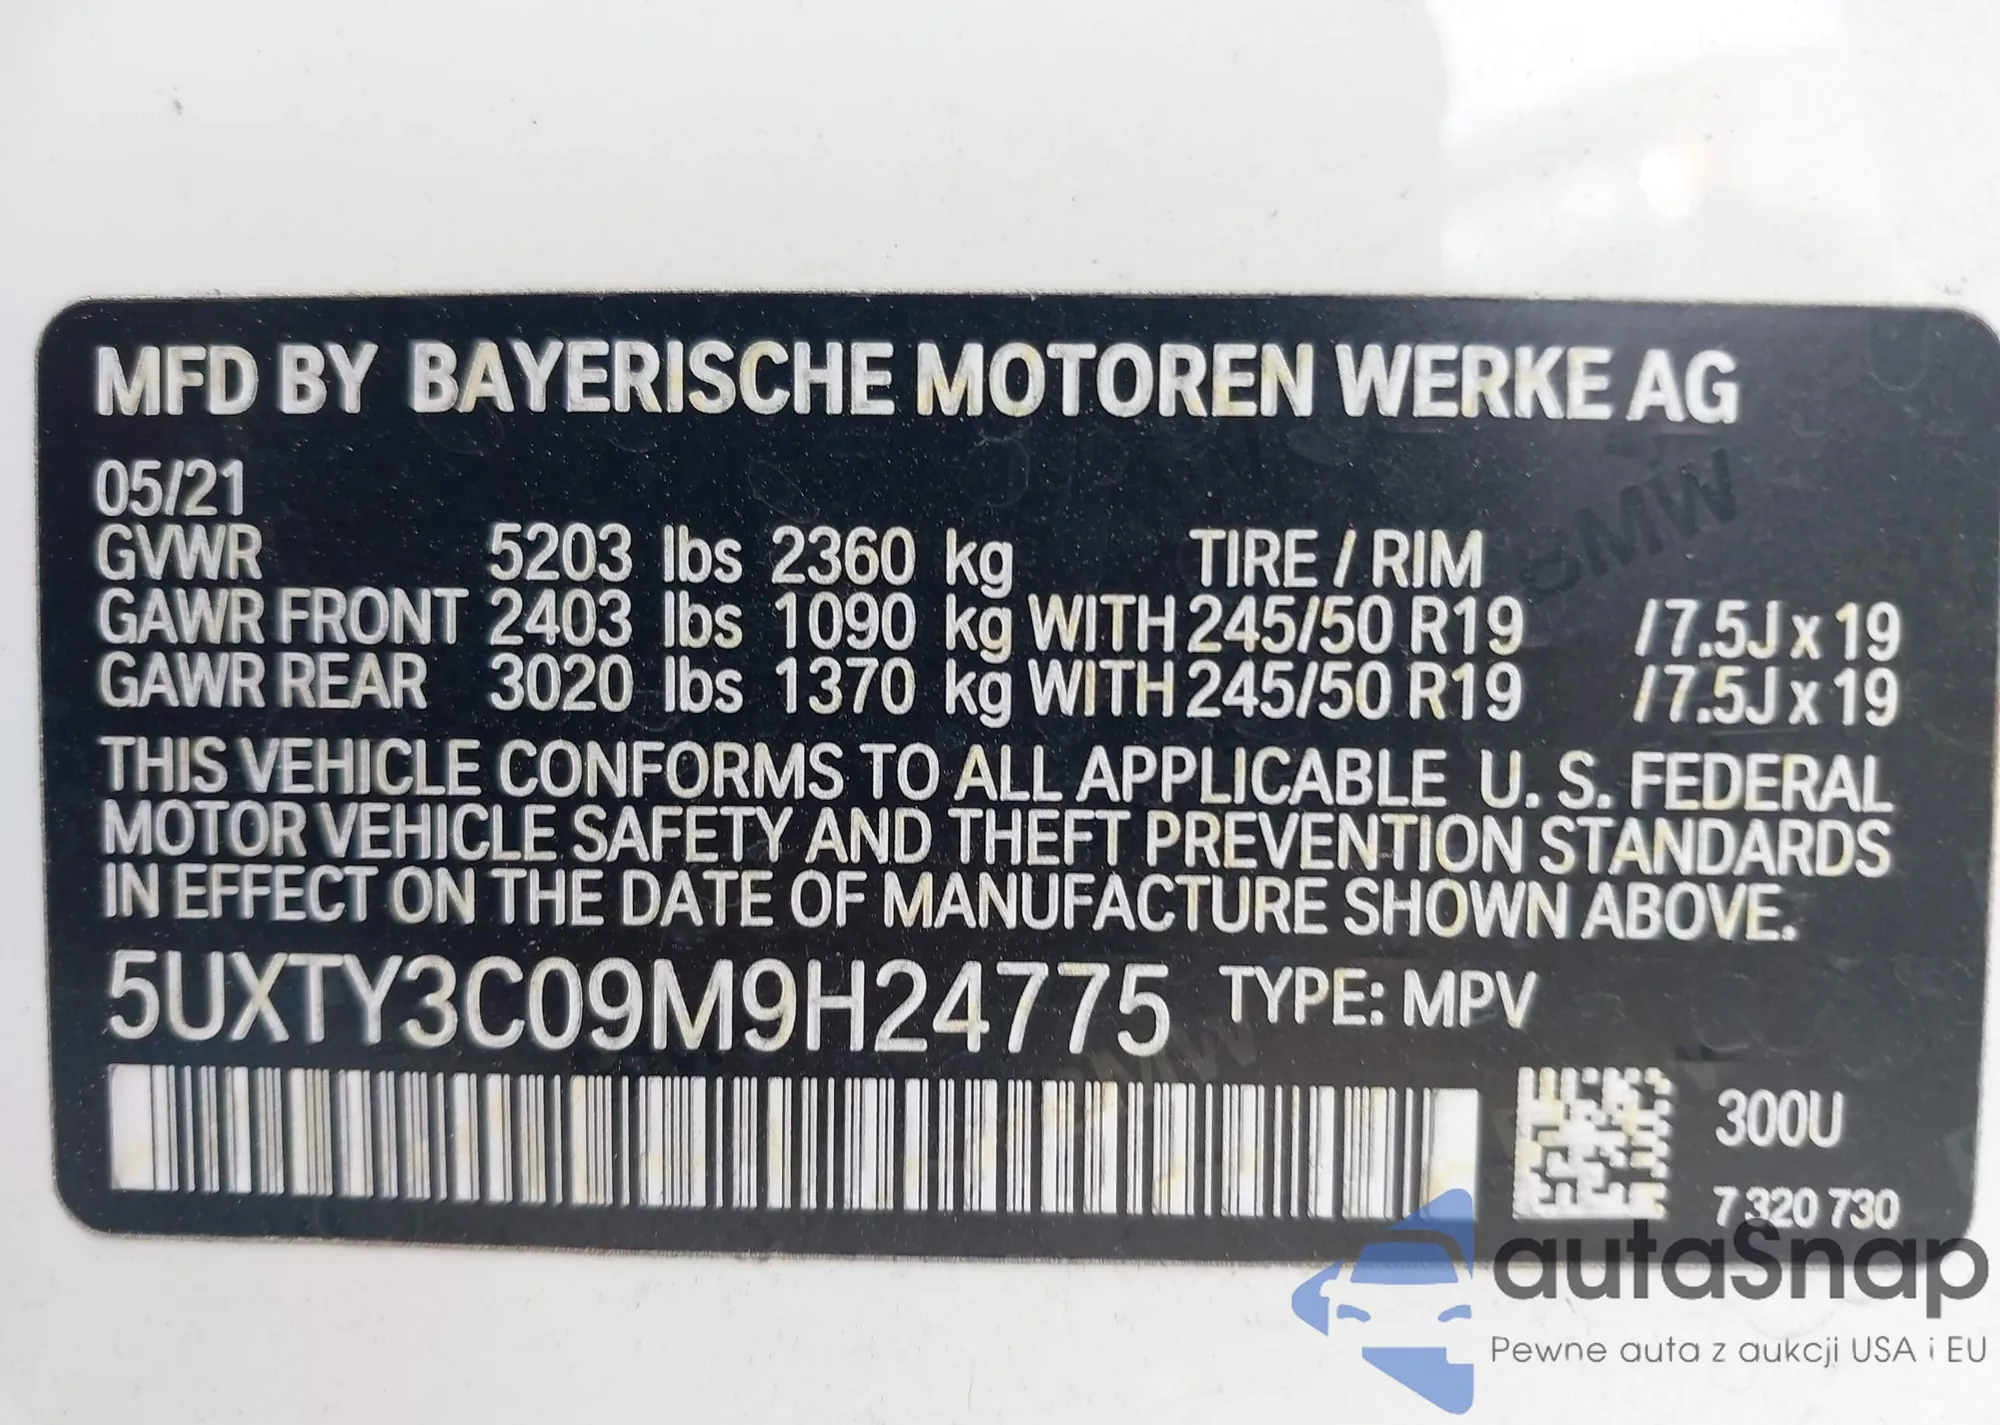 MFD BY BAYERISCHE MOTOREN WERKE AG
05/21
GVWR 5203 lbs 2360 kg TIRE / RIM
GAWR FRONT 2403 lbs 1090 kg WITH 245/50 R19 / 7.5J x 19
GAWR REAR 3020 lbs 1370 kg WITH 245/50 R19 / 7.5J x 19
THIS VEHICLE CONFORMS TO ALL APPLICABLE U. S. FEDERAL
MOTOR VEHICLE SAFETY AND THEFT PREVENTION STANDARDS
IN EFFECT ON THE DATE OF MANUFACTURE SHOWN ABOVE.
5UXTY3C09M9H24775 TYPE: MPV
300U
7 320 730
autaSnap
Pewne auta z aukcji USA i EU